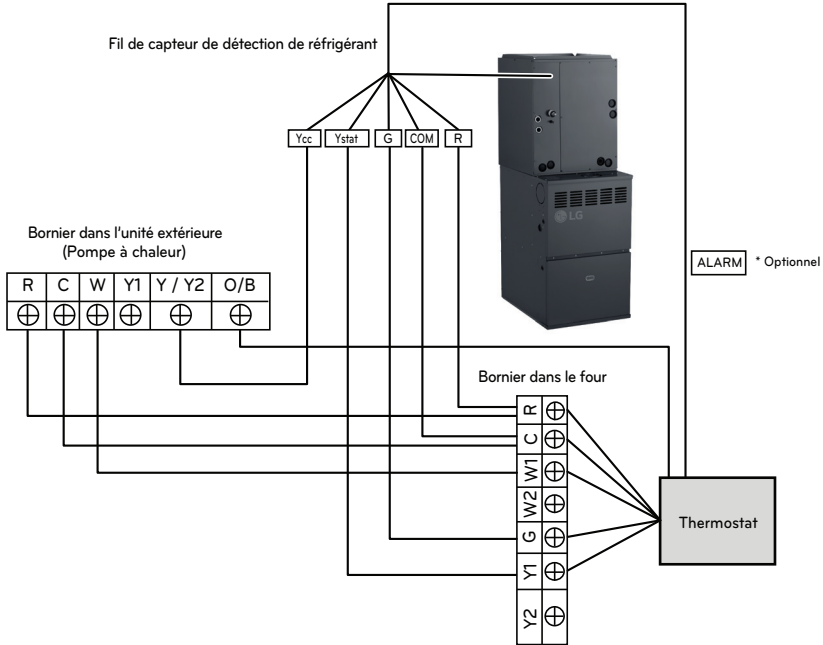 Fil de capteur de détection de réfrigérant
Ycc Ystat G COM R
LG
Bornier dans l'unité extérieure
(Pompe à chaleur)
R C W Y1 Y / Y2 O/B
ALARM * Optionnel
Bornier dans le four
R
C
W1
W2
G
Y1
Y2
Thermostat